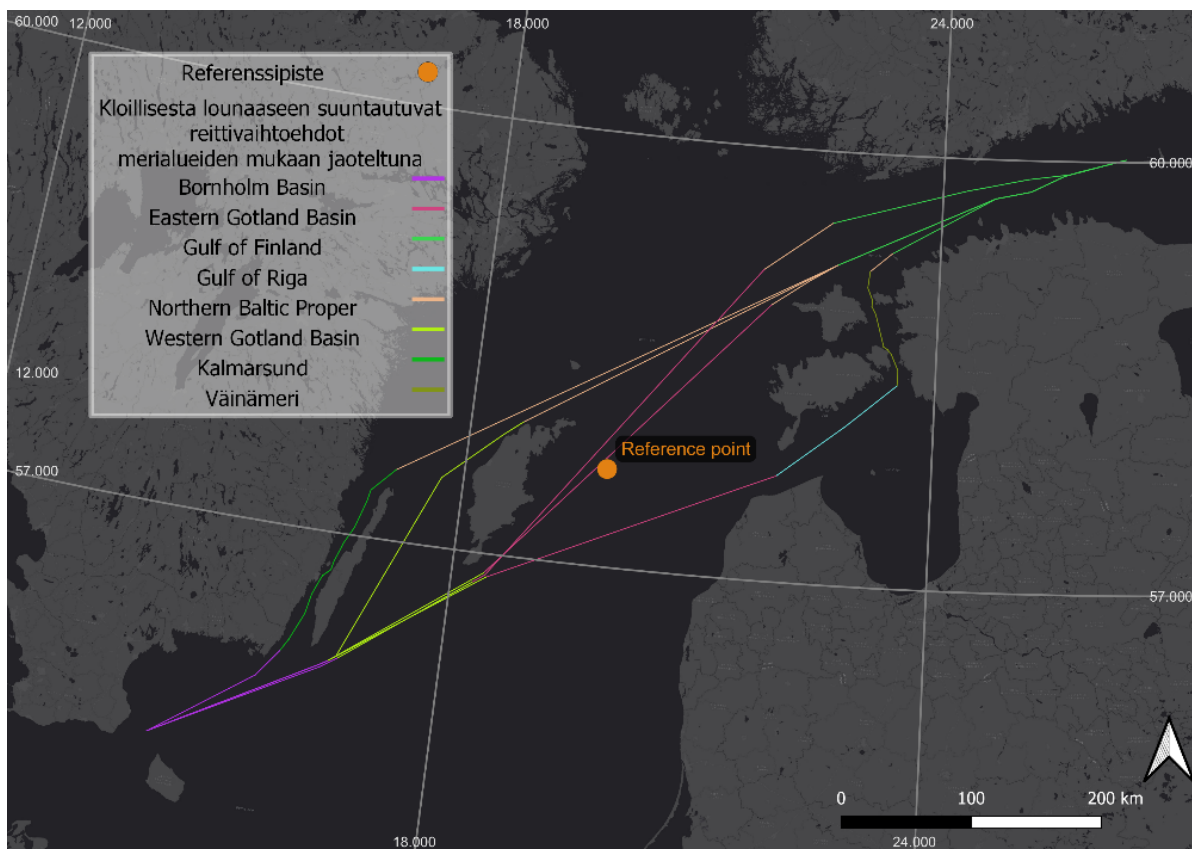 60.000
12.000
18.000
24.000
Referenssipiste
Kloillisesta lounaaseen suuntautuvat
reittivaihtoehdot
merialueiden mukaan jaoteltuna
Bornholm Basin
Eastern Gotland Basin
Gulf of Finland
Gulf of Riga
Northern Baltic Proper
Western Gotland Basin
Kalmarsund
Väinämeri
60.000
12.000
57.000
Reference point
57.000
0
100
200 km
18.000
24.000